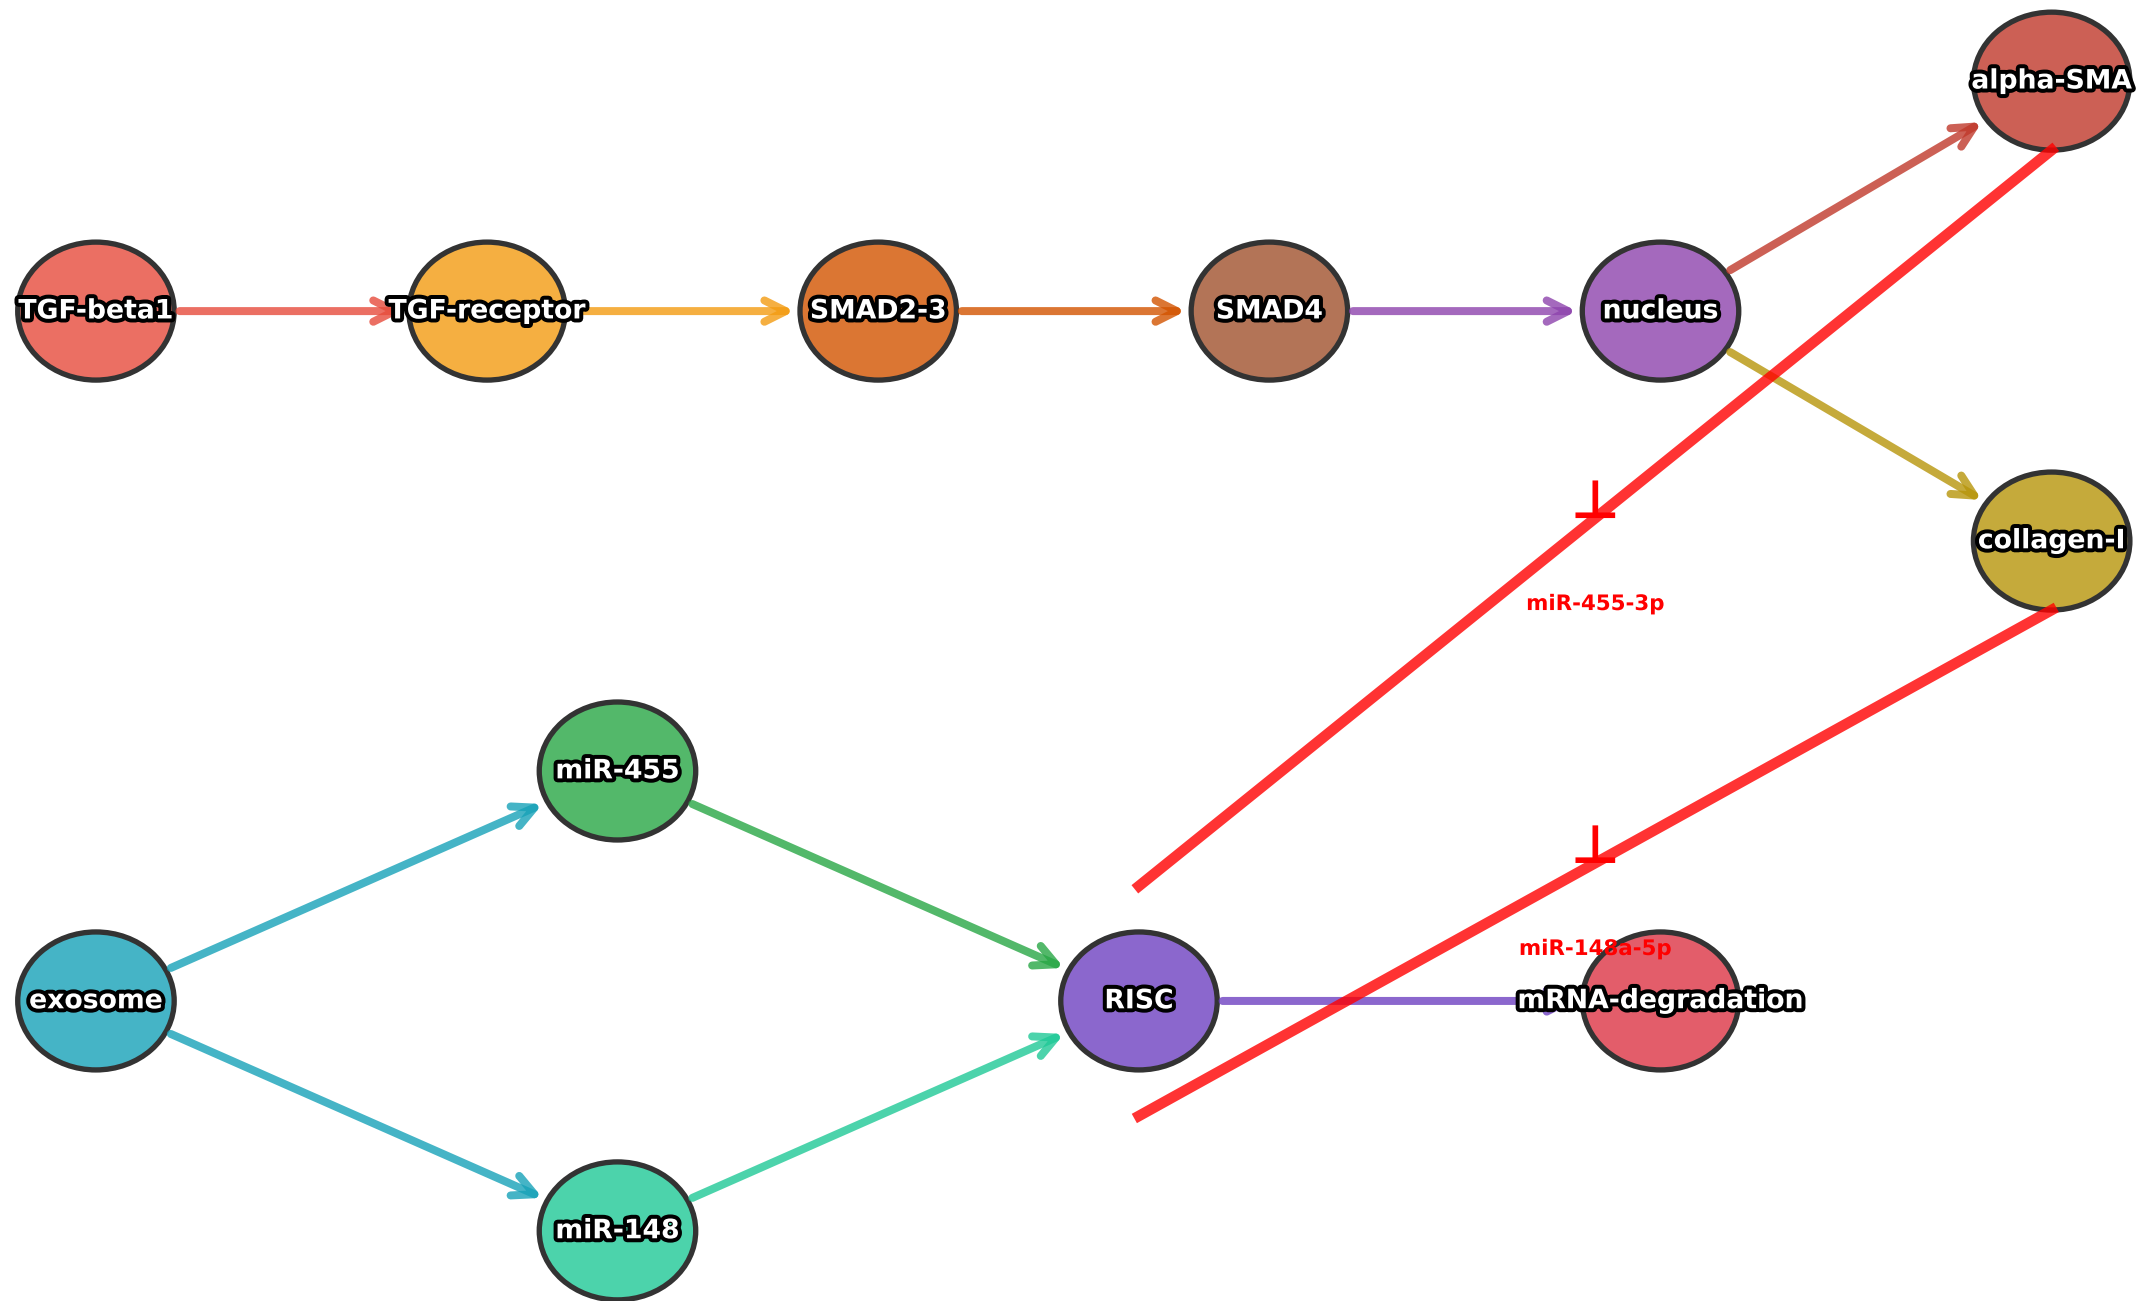 alpha-SMA
TGF-beta1
TGF-receptor
SMAD2-3
SMAD4
nucleus
collagen-I
miR-455-3p
miR-455
miR-148a-5p
exosome
RISC
mRNA-degradation
miR-148